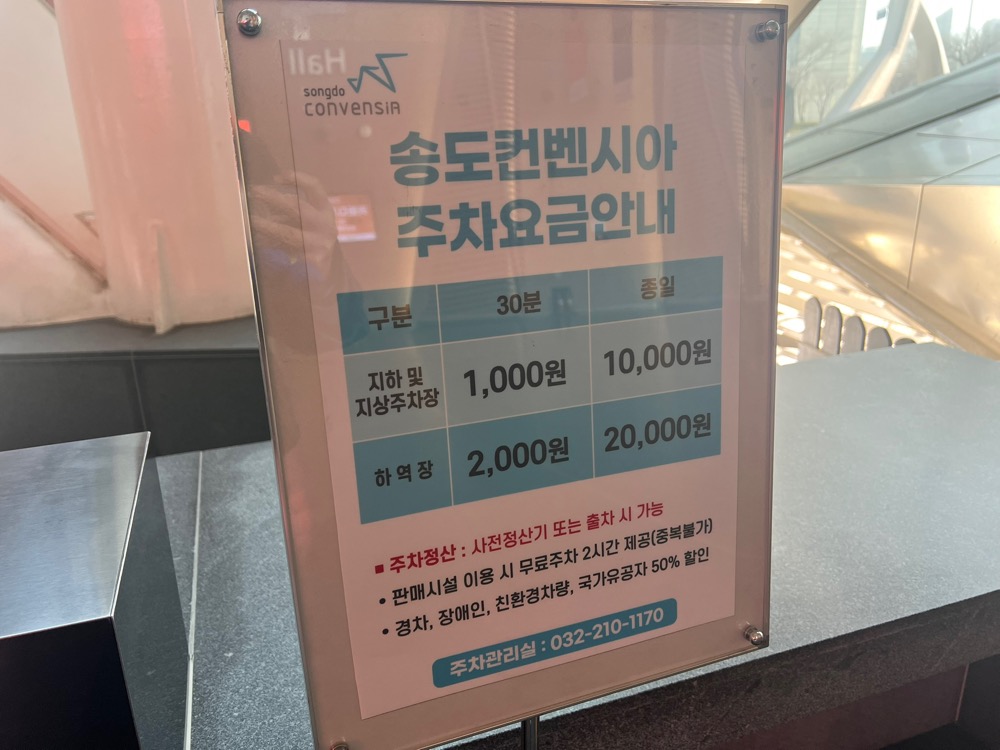 Hall
songdo
convensia
송도컨벤시아
주차요금안내
구분 30분 종일
지하 및
지상주차장 1,000원 10,000원
하역장 2,000원 20,000원
▪ 주차정산 : 사전정산기 또는 출차 시 가능
• 판매시설 이용 시 무료주차 2시간 제공(중복불가)
• 경차, 장애인, 친환경차량, 국가유공자 50% 할인
주차관리실 : 032-210-1170